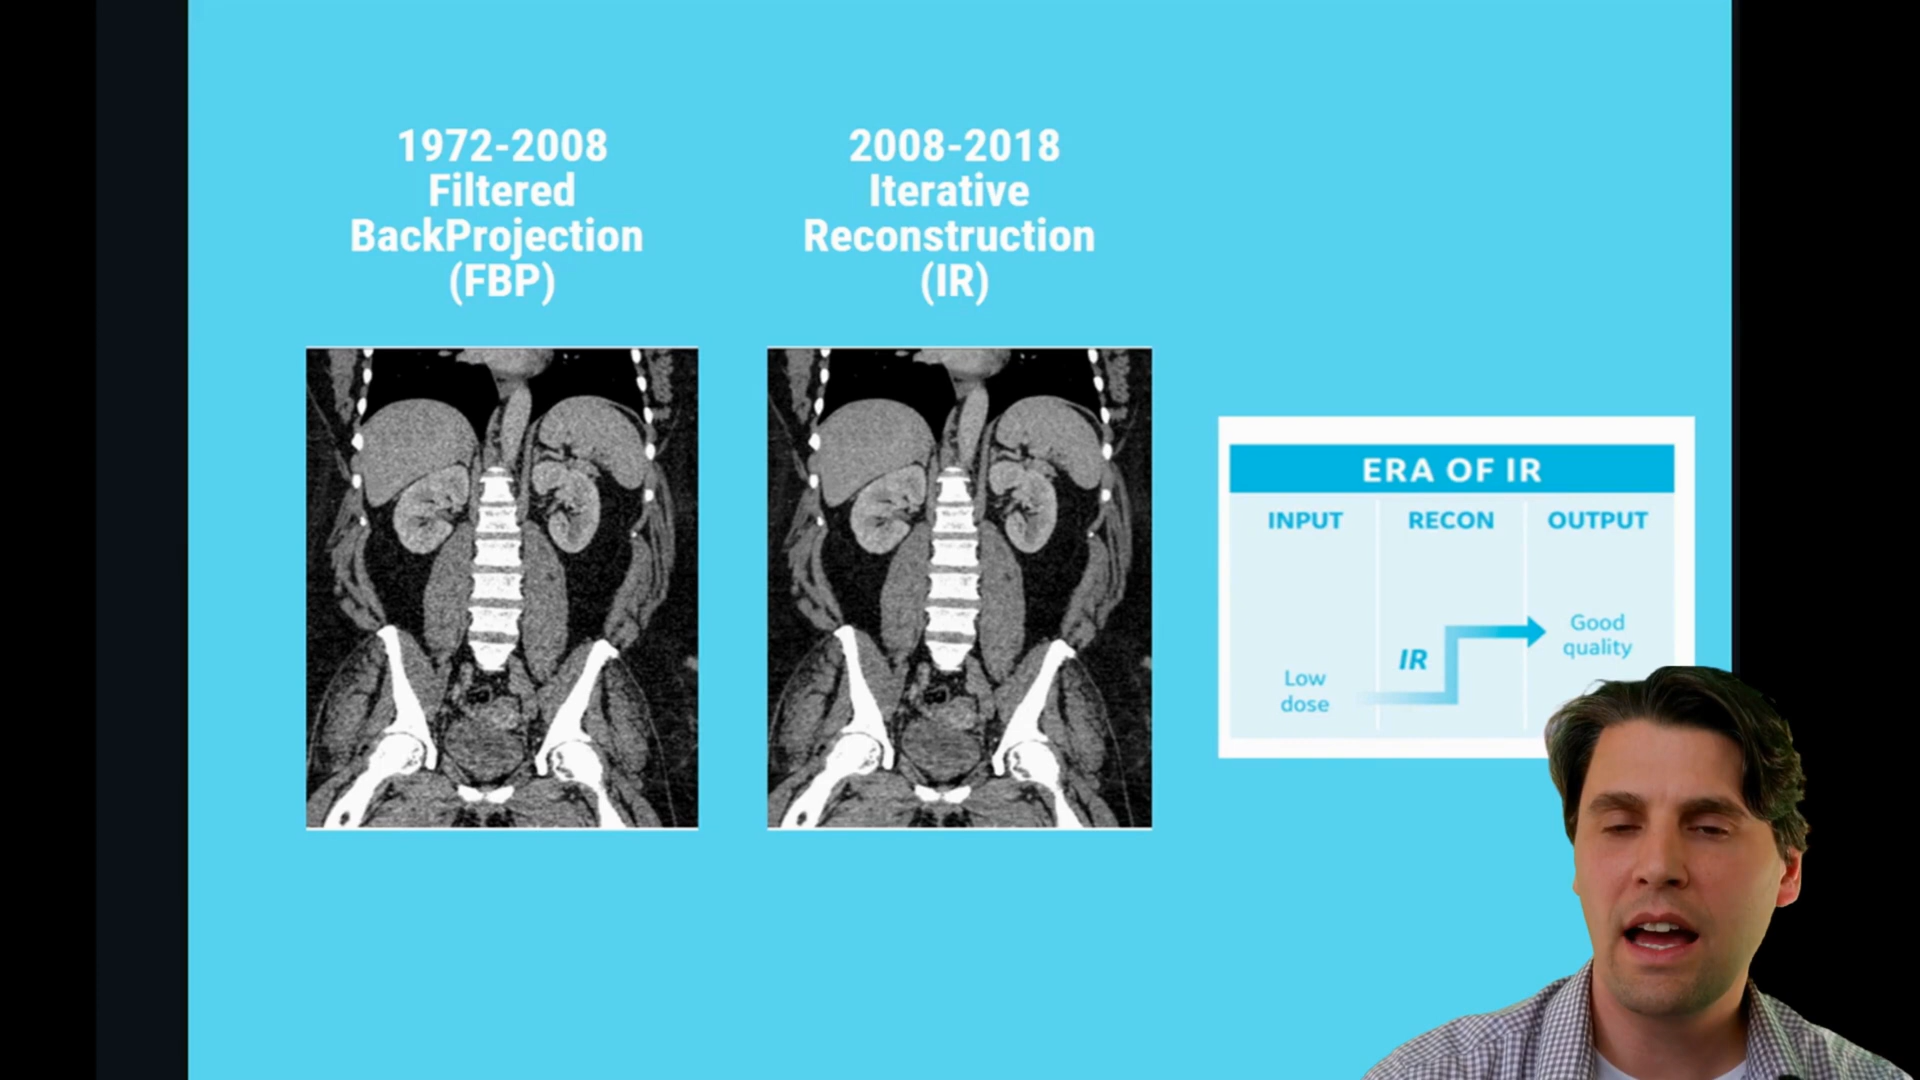 1972-2008
Filtered
BackProjection
(FBP)
2008-2018
Iterative
Reconstruction
(IR)
ERA OF IR
INPUT
RECON
OUTPUT
Low
dose
IR
Good
quality